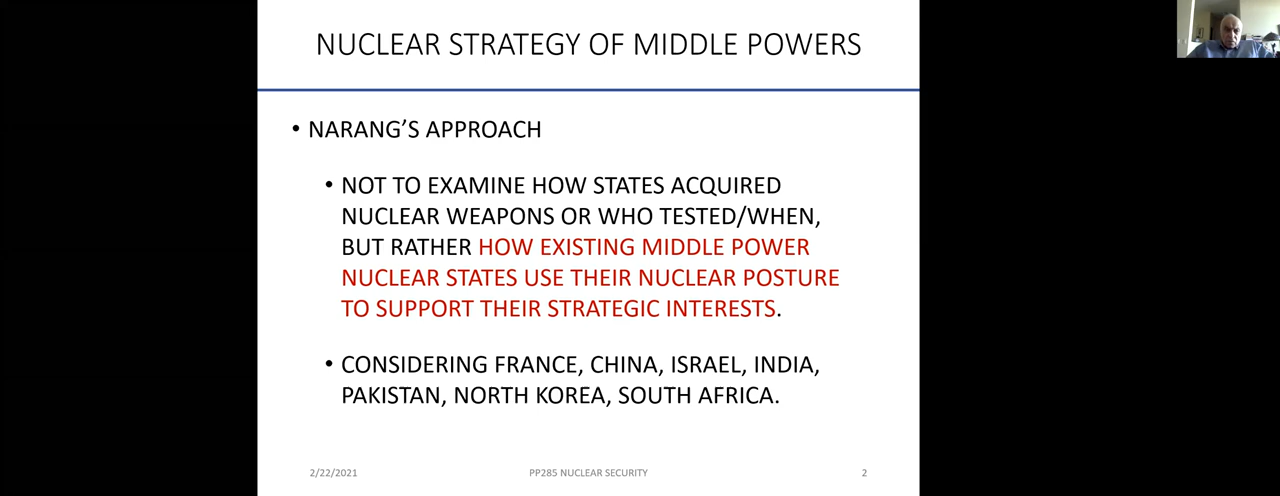 NUCLEAR STRATEGY OF MIDDLE POWERS
• NARANG’S APPROACH
• NOT TO EXAMINE HOW STATES ACQUIRED
NUCLEAR WEAPONS OR WHO TESTED/WHEN,
BUT RATHER HOW EXISTING MIDDLE POWER
NUCLEAR STATES USE THEIR NUCLEAR POSTURE
TO SUPPORT THEIR STRATEGIC INTERESTS.
• CONSIDERING FRANCE, CHINA, ISRAEL, INDIA,
PAKISTAN, NORTH KOREA, SOUTH AFRICA.
2/22/2021
PP285 NUCLEAR SECURITY
2